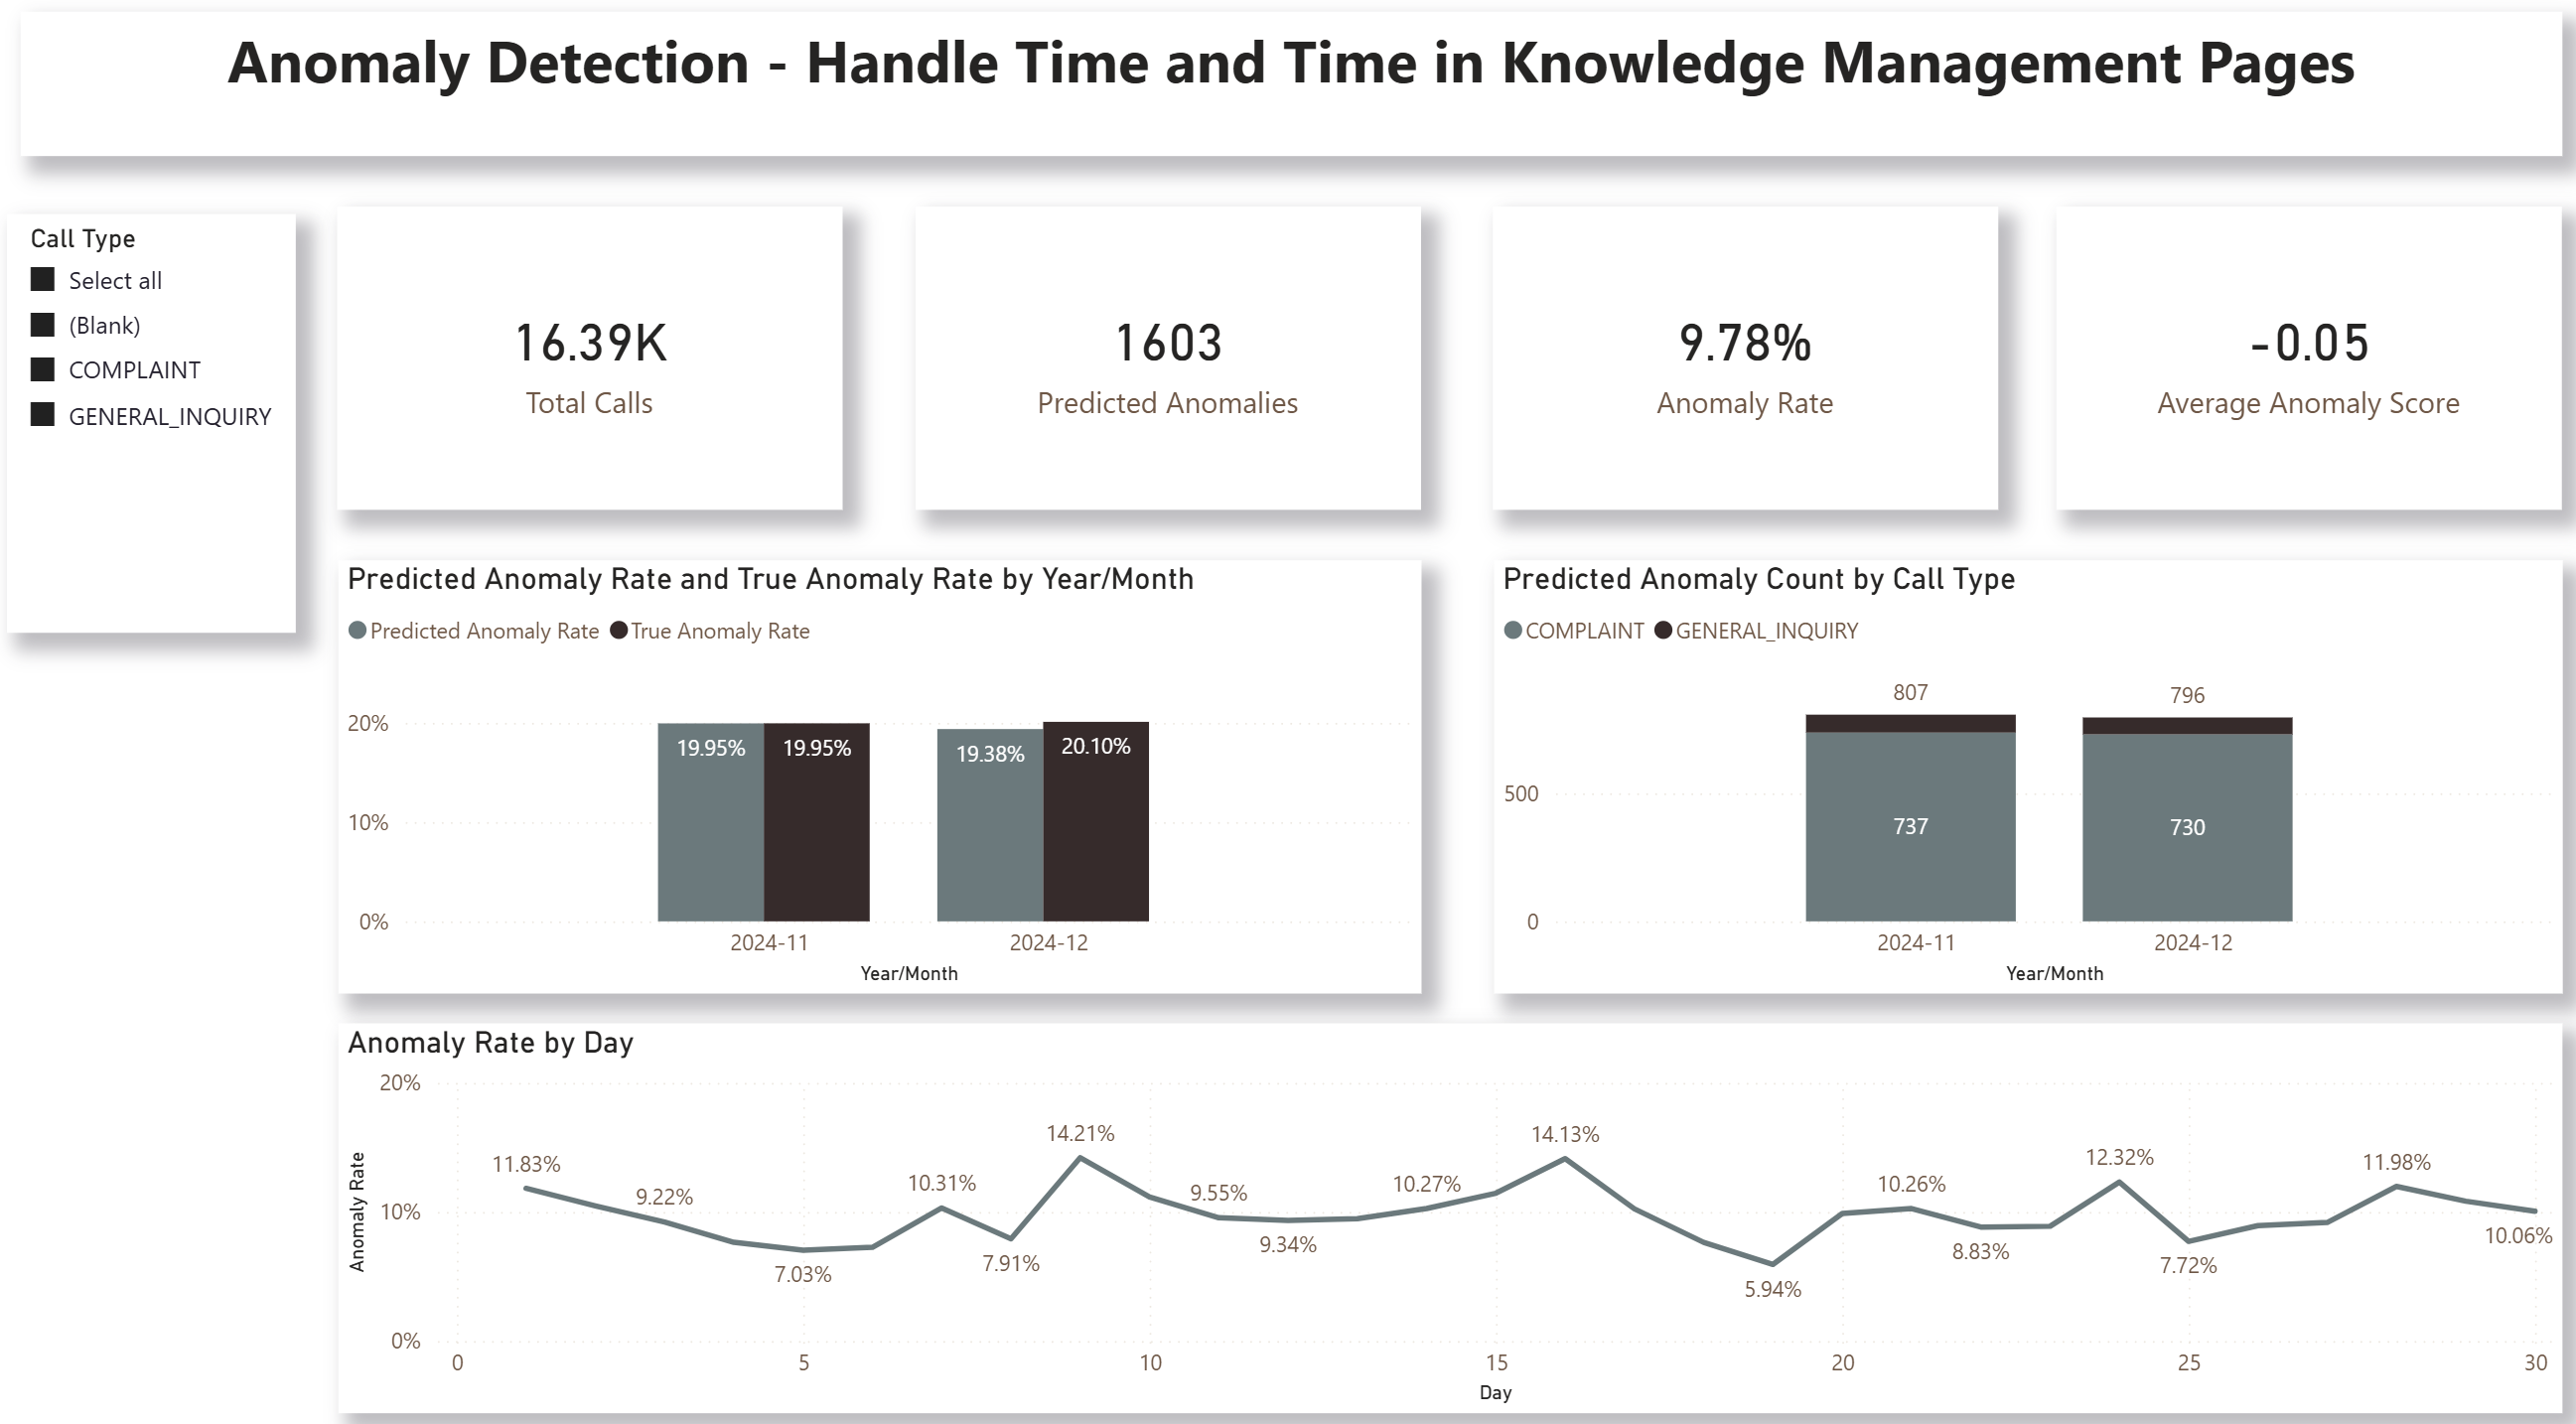 Anomaly Detection - Handle Time and Time in Knowledge Management Pages
Call Type
Select all
(Blank)
COMPLAINT
GENERAL_INQUIRY
16.39K
Total Calls
1603
Predicted Anomalies
9.78%
Anomaly Rate
-0.05
Average Anomaly Score
Predicted Anomaly Rate and True Anomaly Rate by Year/Month
Predicted Anomaly Rate True Anomaly Rate
20%
10%
0%
19.95% 19.95%
19.38% 20.10%
2024-11 2024-12
Year/Month
Predicted Anomaly Count by Call Type
COMPLAINT GENERAL_INQUIRY
807 796
500
737 730
0
2024-11 2024-12
Year/Month
Anomaly Rate by Day
Anomaly Rate
20%
10%
0%
11.83%
9.22%
7.03%
10.31%
7.91%
14.21%
9.55%
9.34%
10.27%
14.13%
5.94%
10.26%
8.83%
12.32%
7.72%
11.98%
10.06%
0 5 10 15 20 25 30
Day